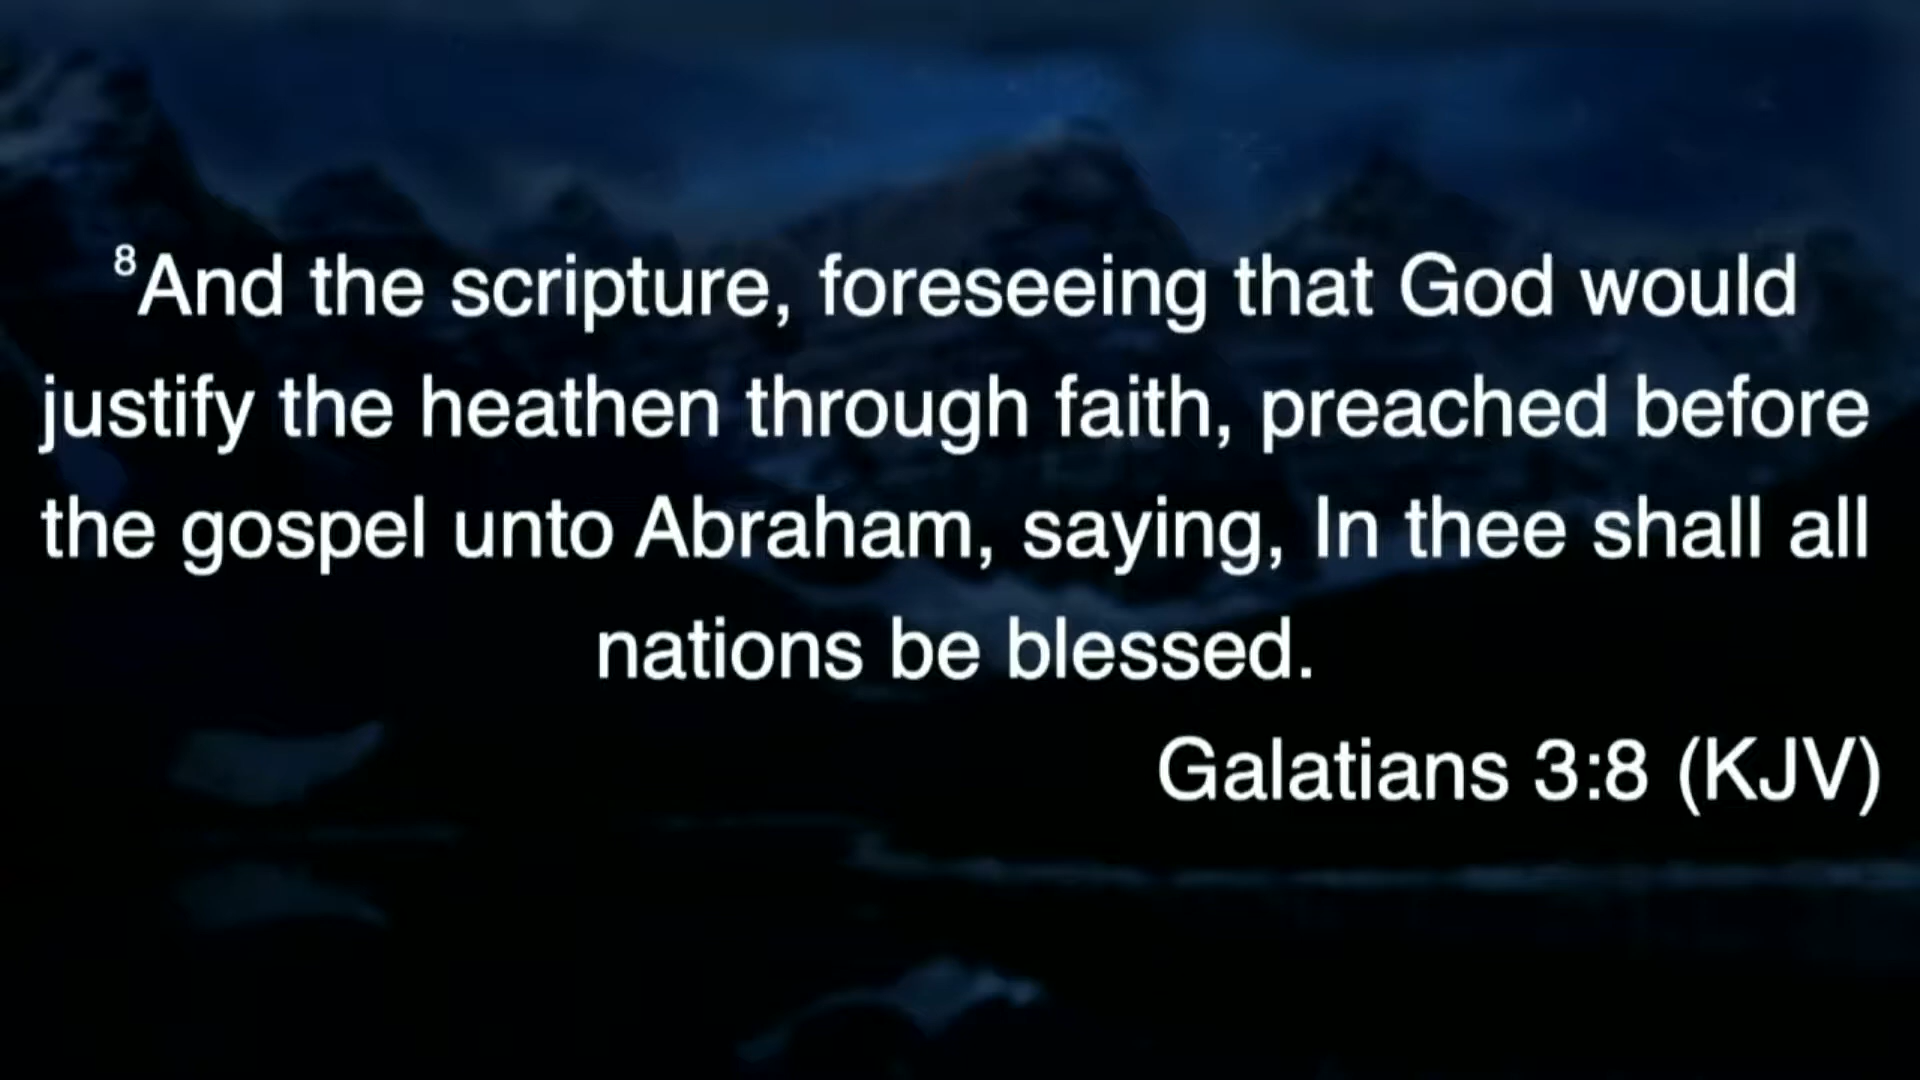 ⁸And the scripture, foreseeing that God would
justify the heathen through faith, preached before
the gospel unto Abraham, saying, In thee shall all
nations be blessed.
Galatians 3:8 (KJV)